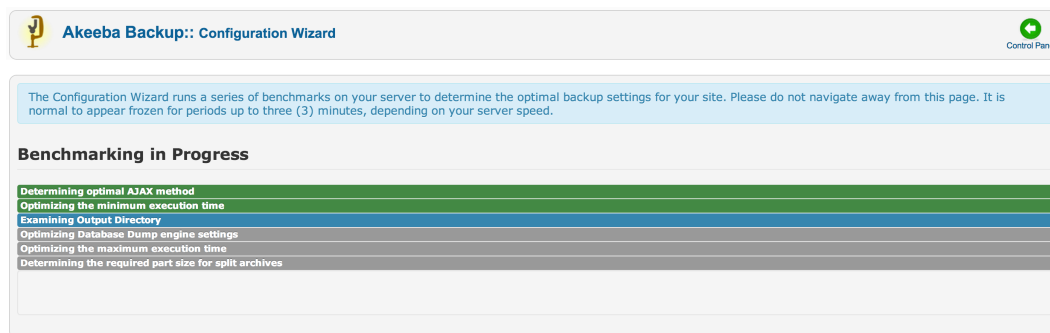 Akeeba Backup:: Configuration Wizard
Control Pan
The Configuration Wizard runs a series of benchmarks on your server to determine the optimal backup settings for your site. Please do not navigate away from this page. It is
normal to appear frozen for periods up to three (3) minutes, depending on your server speed.
Benchmarking in Progress
Determining optimal AJAX method
Optimizing the minimum execution time
Examining Output Directory
Optimizing Database Dump engine settings
Optimizing the maximum execution time
Determining the required part size for split archives